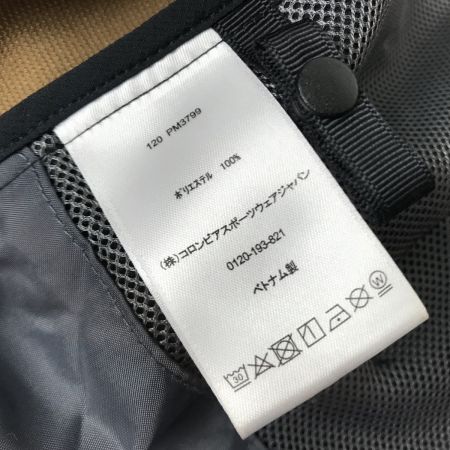 120 PM3799
ポリエステル 100%
(株)コロンビアスポーツウェアジャパン
0120-193-821
ベトナム製
30 W